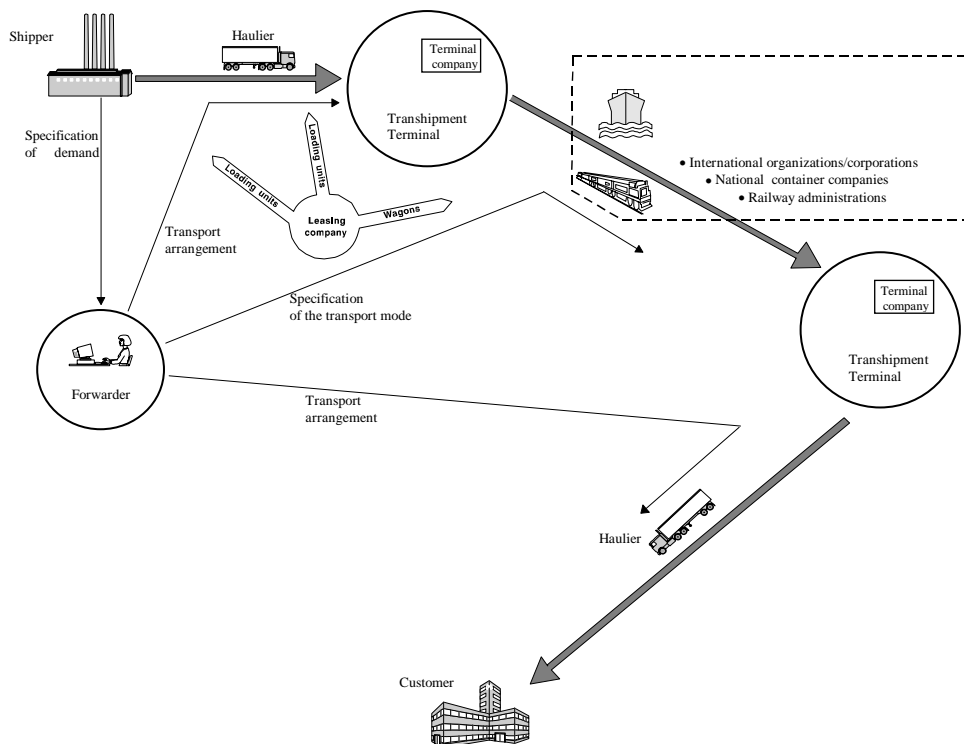 Shipper
Haulier
Terminal
company
Transhipment
Terminal
Specification
of demand
Loading units
Loading units
Wagons
Leasing
company
• International organizations/corporations
• National container companies
• Railway administrations
Transport
arrangement
Specification
of the transport mode
Terminal
company
Transhipment
Terminal
Forwarder
Transport
arrangement
Haulier
Customer